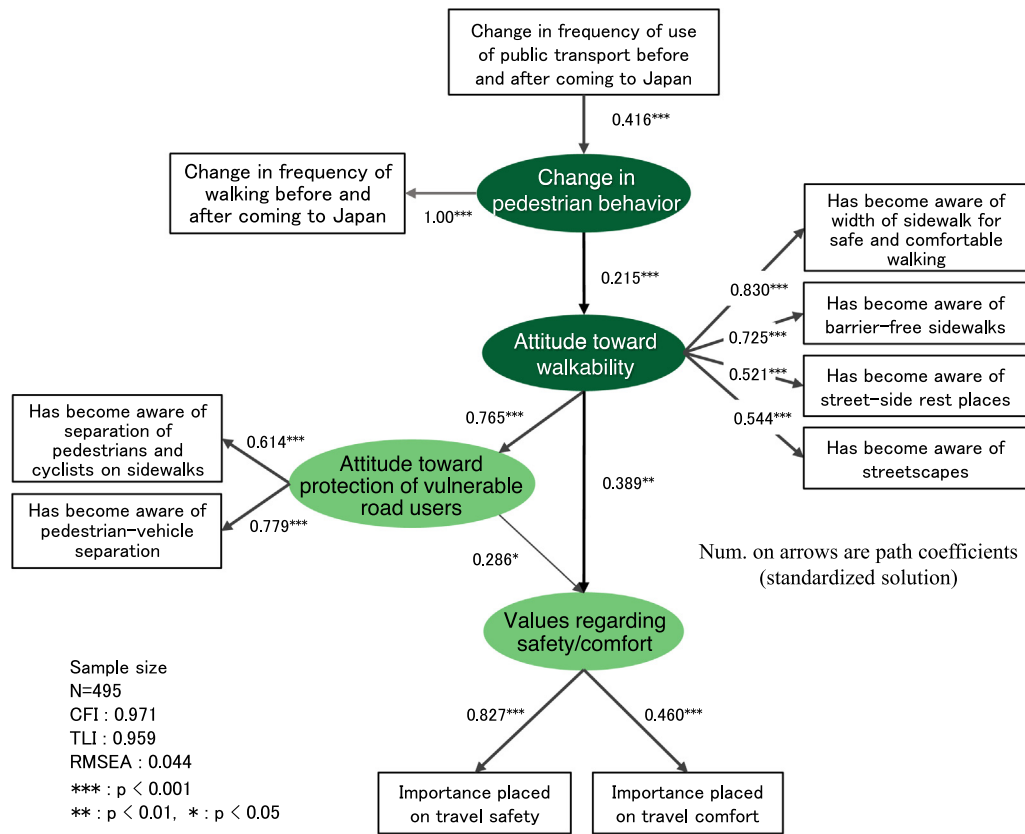 Change in frequency of use
of public transport before
and after coming to Japan
0.416***
Change in frequency of
walking before and
after coming to Japan
1.00***
Change in
pedestrian behavior
Has become aware of
width of sidewalk for
safe and comfortable
walking
0.215***
0.830***
Has become aware of
barrier-free sidewalks
0.725***
Attitude toward
walkability
0.521***
Has become aware of
street-side rest places
0.544***
Has become aware of
streetscapes
0.765***
Has become aware of
separation of
pedestrians and
cyclists on sidewalks
0.614***
Attitude toward
protection of vulnerable
road users
0.389**
Has become aware of
pedestrian-vehicle
separation
0.779***
0.286*
Num. on arrows are path coefficients
(standardized solution)
Values regarding
safety/comfort
Sample size
N=495
CFI : 0.971
TLI : 0.959
RMSEA : 0.044
*** : p < 0.001
** : p < 0.01, * : p < 0.05
0.827***
0.460***
Importance placed
on travel safety
Importance placed
on travel comfort